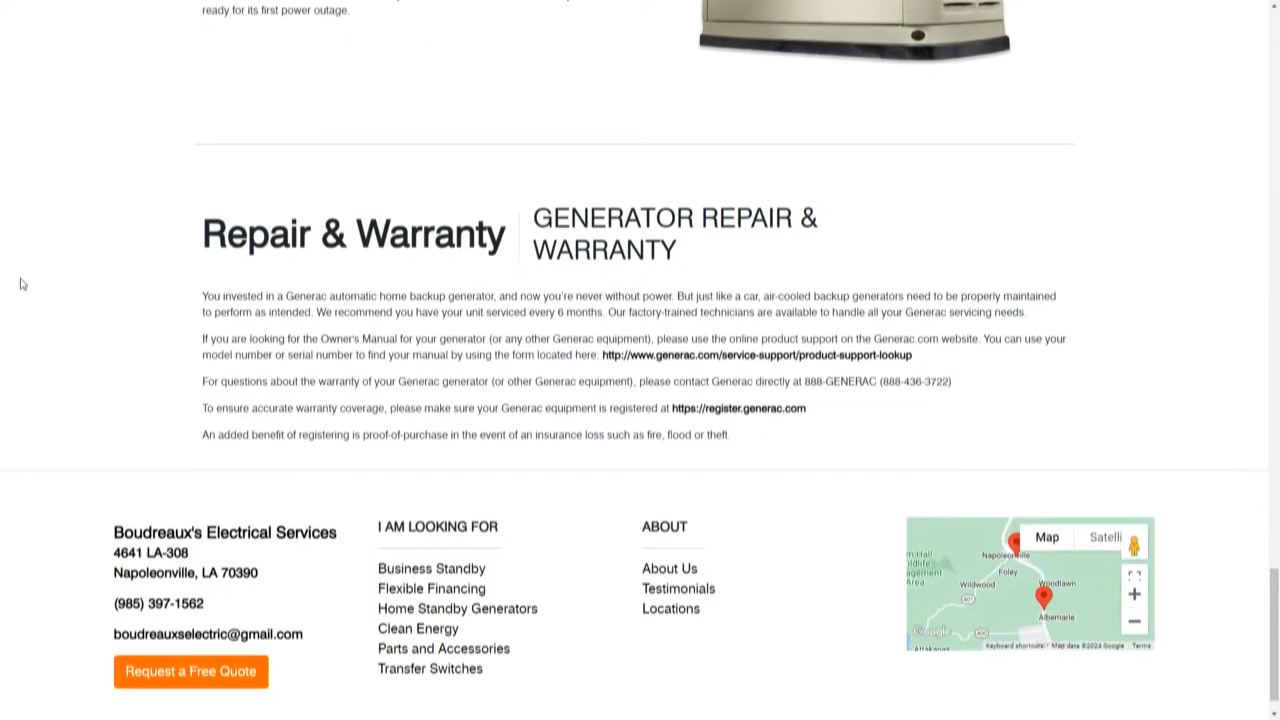 ready for its first power outage.
Repair & Warranty
GENERATOR REPAIR &
WARRANTY
You invested in a Generac automatic home backup generator, and now you're never without power. But just like a car, air-cooled backup generators need to be properly maintained
to perform as intended. We recommend you have your unit serviced every 6 months. Our factory-trained technicians are available to handle all your Generac servicing needs.
If you are looking for the Owner's Manual for your generator (or any other Generac equipment), please use the online product support on the Generac.com website. You can use your
model number or serial number to find your manual by using the form located here: http://www.generac.com/service-support/product-support-lookup
For questions about the warranty of your Generac generator (or other Generac equipment), please contact Generac directly at 888-GENERAC (888-436-3722)
To ensure accurate warranty coverage, please make sure your Generac equipment is registered at https://register.generac.com
An added benefit of registering is proof-of-purchase in the event of an insurance loss such as fire, flood or theft.
Boudreaux's Electrical Services
4641 LA-308
Napoleonville, LA 70390
(985) 397-1562
boudreauxselectric@gmail.com
Request a Free Quote
I AM LOOKING FOR
Business Standby
Flexible Financing
Home Standby Generators
Clean Energy
Parts and Accessories
Transfer Switches
ABOUT
About Us
Testimonials
Locations
Map Satelli
Napoleonville
Foley
Wildwood
Woodlawn
401
Albemarle
Google
Keyboard shortcuts Map data ©2024 Google Terms